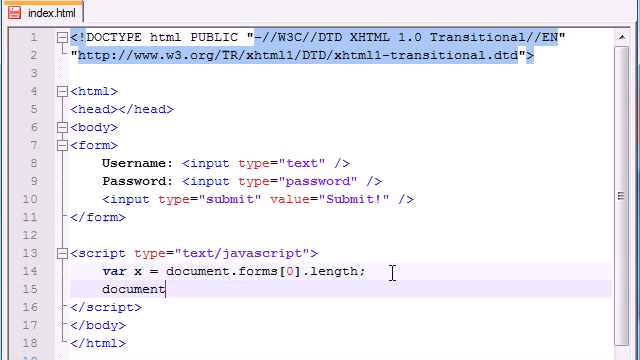 index.html
1 <!DOCTYPE html PUBLIC "-//W3C//DTD XHTML 1.0 Transitional//EN"
2 "http://www.w3.org/TR/xhtml1/DTD/xhtml1-transitional.dtd">
3
4 <html>
5 <head></head>
6 <body>
7 <form>
8 Username: <input type="text" />
9 Password: <input type="password" />
10 <input type="submit" value="Submit!" />
11 </form>
12
13 <script type="text/javascript">
14 var x = document.forms[0].length;
15 document
16 </script>
17 </body>
18 </html>